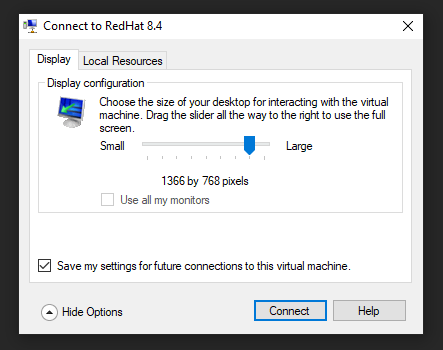 Connect to RedHat 8.4
Display
Local Resources
Display configuration
Choose the size of your desktop for interacting with the virtual
machine. Drag the slider all the way to the right to use the full
screen.
Small
Large
1366 by 768 pixels
Use all my monitors
Save my settings for future connections to this virtual machine.
Hide Options
Connect
Help